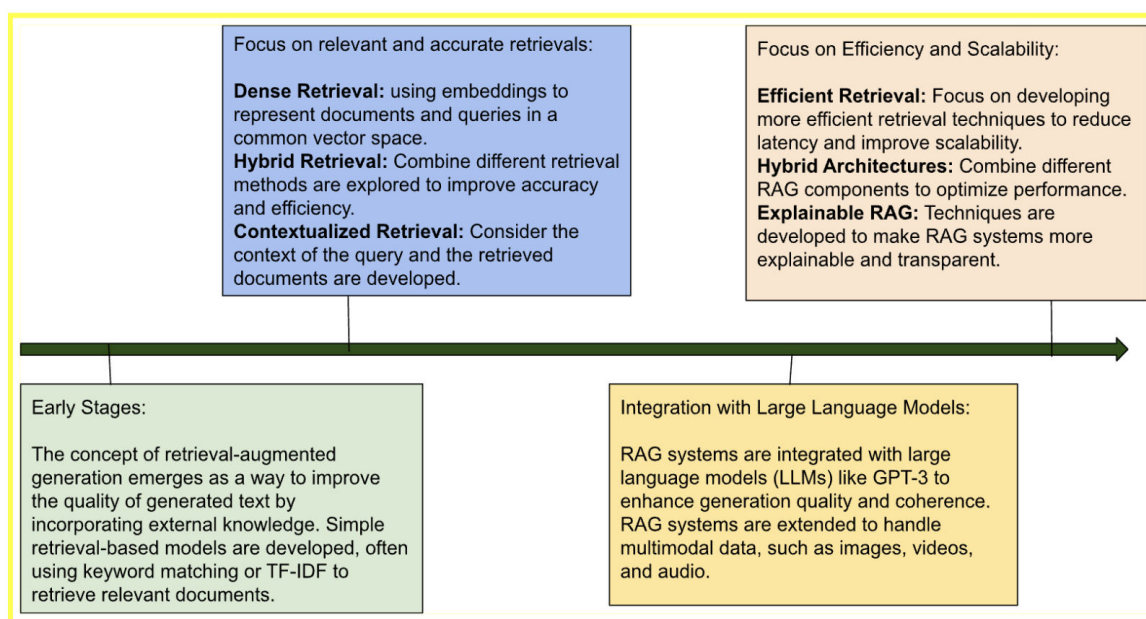 Focus on relevant and accurate retrievals:
Dense Retrieval: using embeddings to
represent documents and queries in a
common vector space.
Hybrid Retrieval: Combine different retrieval
methods are explored to improve accuracy
and efficiency.
Contextualized Retrieval: Consider the
context of the query and the retrieved
documents are developed.
Focus on Efficiency and Scalability:
Efficient Retrieval: Focus on developing
more efficient retrieval techniques to reduce
latency and improve scalability.
Hybrid Architectures: Combine different
RAG components to optimize performance.
Explainable RAG: Techniques are
developed to make RAG systems more
explainable and transparent.
Early Stages:
The concept of retrieval-augmented
generation emerges as a way to improve
the quality of generated text by
incorporating external knowledge. Simple
retrieval-based models are developed, often
using keyword matching or TF-IDF to
retrieve relevant documents.
Integration with Large Language Models:
RAG systems are integrated with large
language models (LLMs) like GPT-3 to
enhance generation quality and coherence.
RAG systems are extended to handle
multimodal data, such as images, videos,
and audio.